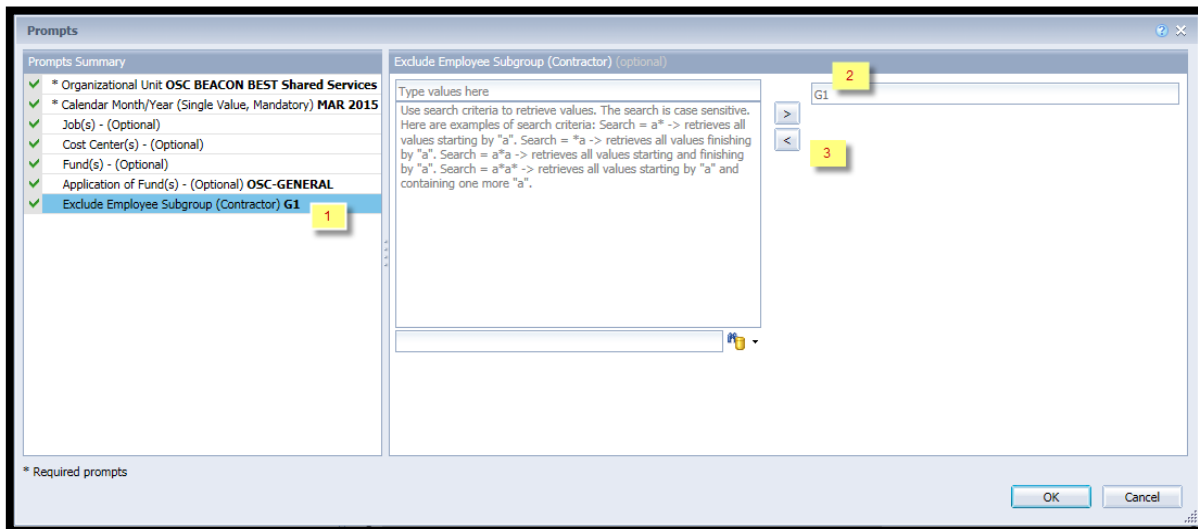 Prompts
Prompts Summary
* Organizational Unit OSC BEACON BEST Shared Services
* Calendar Month/Year (Single Value, Mandatory) MAR 2015
Job(s) - (Optional)
Cost Center(s) - (Optional)
Fund(s) - (Optional)
Application of Fund(s) - (Optional) OSC-GENERAL
Exclude Employee Subgroup (Contractor) G1
1
Exclude Employee Subgroup (Contractor) (optional)
Type values here
Use search criteria to retrieve values. The search is case sensitive.
Here are examples of search criteria: Search = a* -> retrieves all
values starting by "a". Search = *a -> retrieves all values finishing
by "a". Search = a*a -> retrieves all values starting and finishing
by "a". Search = a*a* -> retrieves all values starting by "a" and
containing one more "a".
>
<
2
G1
3
* Required prompts
OK
Cancel